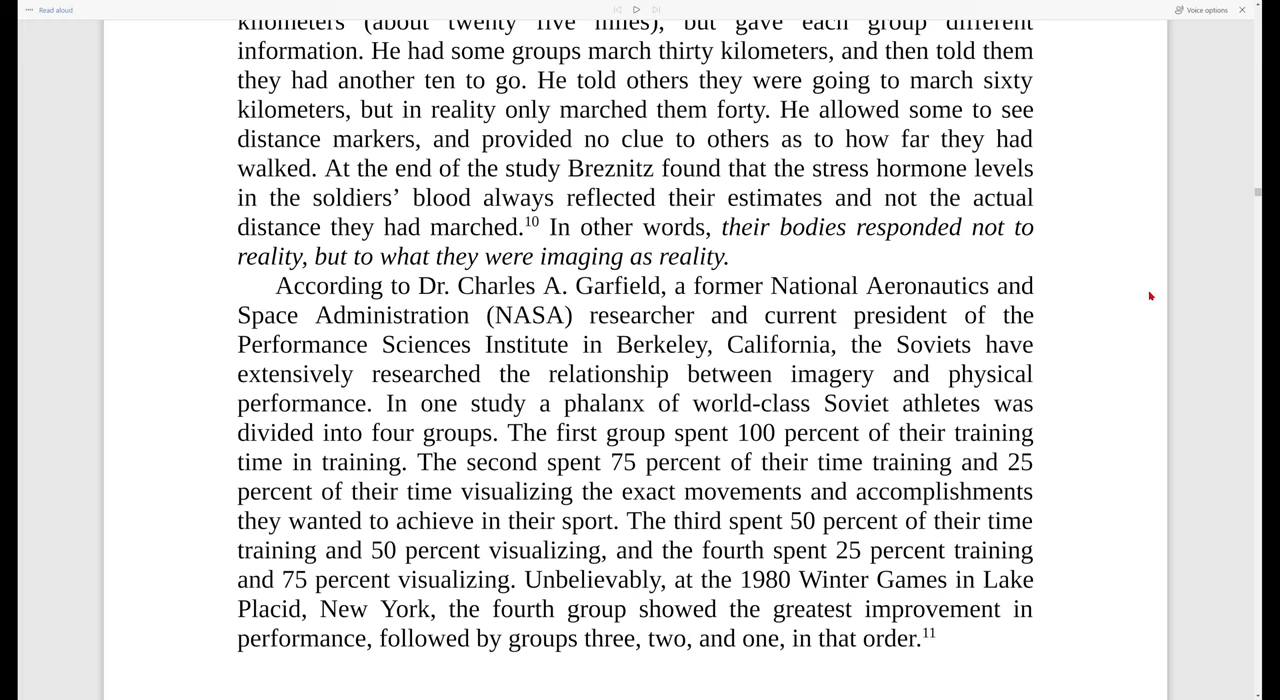 Read aloud
Voice options
kilometers (about twenty five miles), but gave each group different
information. He had some groups march thirty kilometers, and then told them
they had another ten to go. He told others they were going to march sixty
kilometers, but in reality only marched them forty. He allowed some to see
distance markers, and provided no clue to others as to how far they had
walked. At the end of the study Breznitz found that the stress hormone levels
in the soldiers’ blood always reflected their estimates and not the actual
distance they had marched.10 In other words, their bodies responded not to
reality, but to what they were imaging as reality.
According to Dr. Charles A. Garfield, a former National Aeronautics and
Space Administration (NASA) researcher and current president of the
Performance Sciences Institute in Berkeley, California, the Soviets have
extensively researched the relationship between imagery and physical
performance. In one study a phalanx of world-class Soviet athletes was
divided into four groups. The first group spent 100 percent of their training
time in training. The second spent 75 percent of their time training and 25
percent of their time visualizing the exact movements and accomplishments
they wanted to achieve in their sport. The third spent 50 percent of their time
training and 50 percent visualizing, and the fourth spent 25 percent training
and 75 percent visualizing. Unbelievably, at the 1980 Winter Games in Lake
Placid, New York, the fourth group showed the greatest improvement in
performance, followed by groups three, two, and one, in that order.11